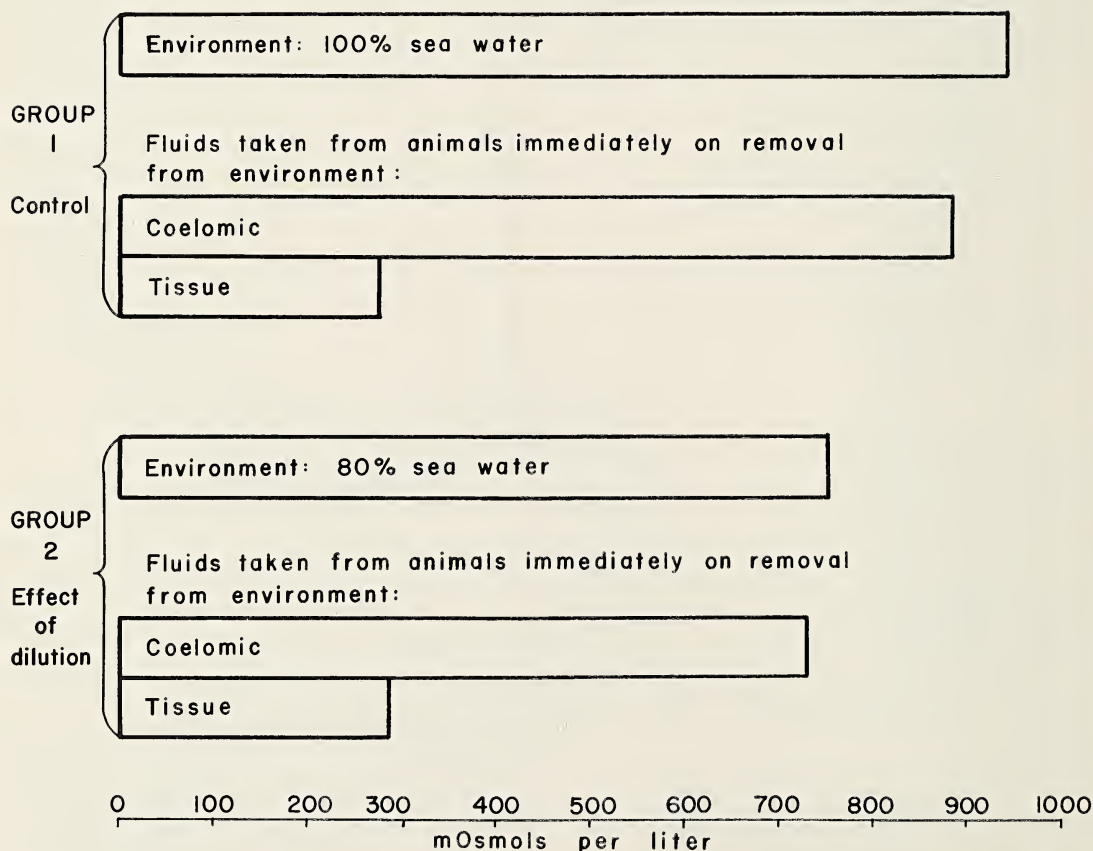 Environment: 100% sea water
GROUP
1
Control
Fluids taken from animals immediately on removal
from environment:
Coelomic
Tissue
Environment: 80% sea water
GROUP
2
Effect
of
dilution
Fluids taken from animals immediately on removal
from environment:
Coelomic
Tissue
0 100 200 300 400 500 600 700 800 900 1000
mOsmols per liter